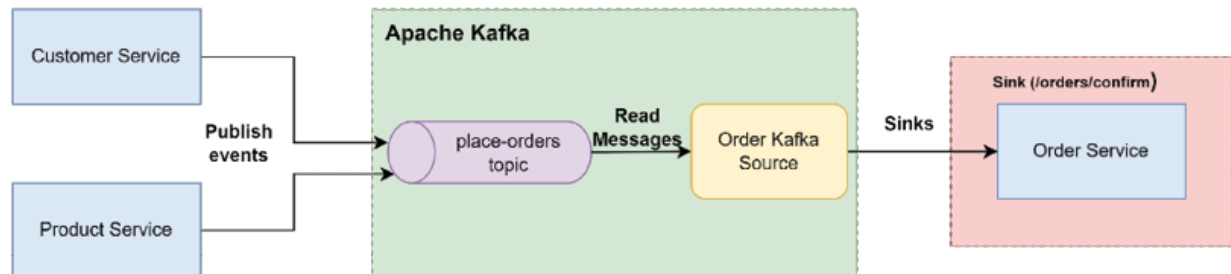 Customer Service
Product Service
Publish
events
Apache Kafka
place-orders
topic
Read
Messages
Order Kafka
Source
Sinks
Sink (/orders/confirm)
Order Service